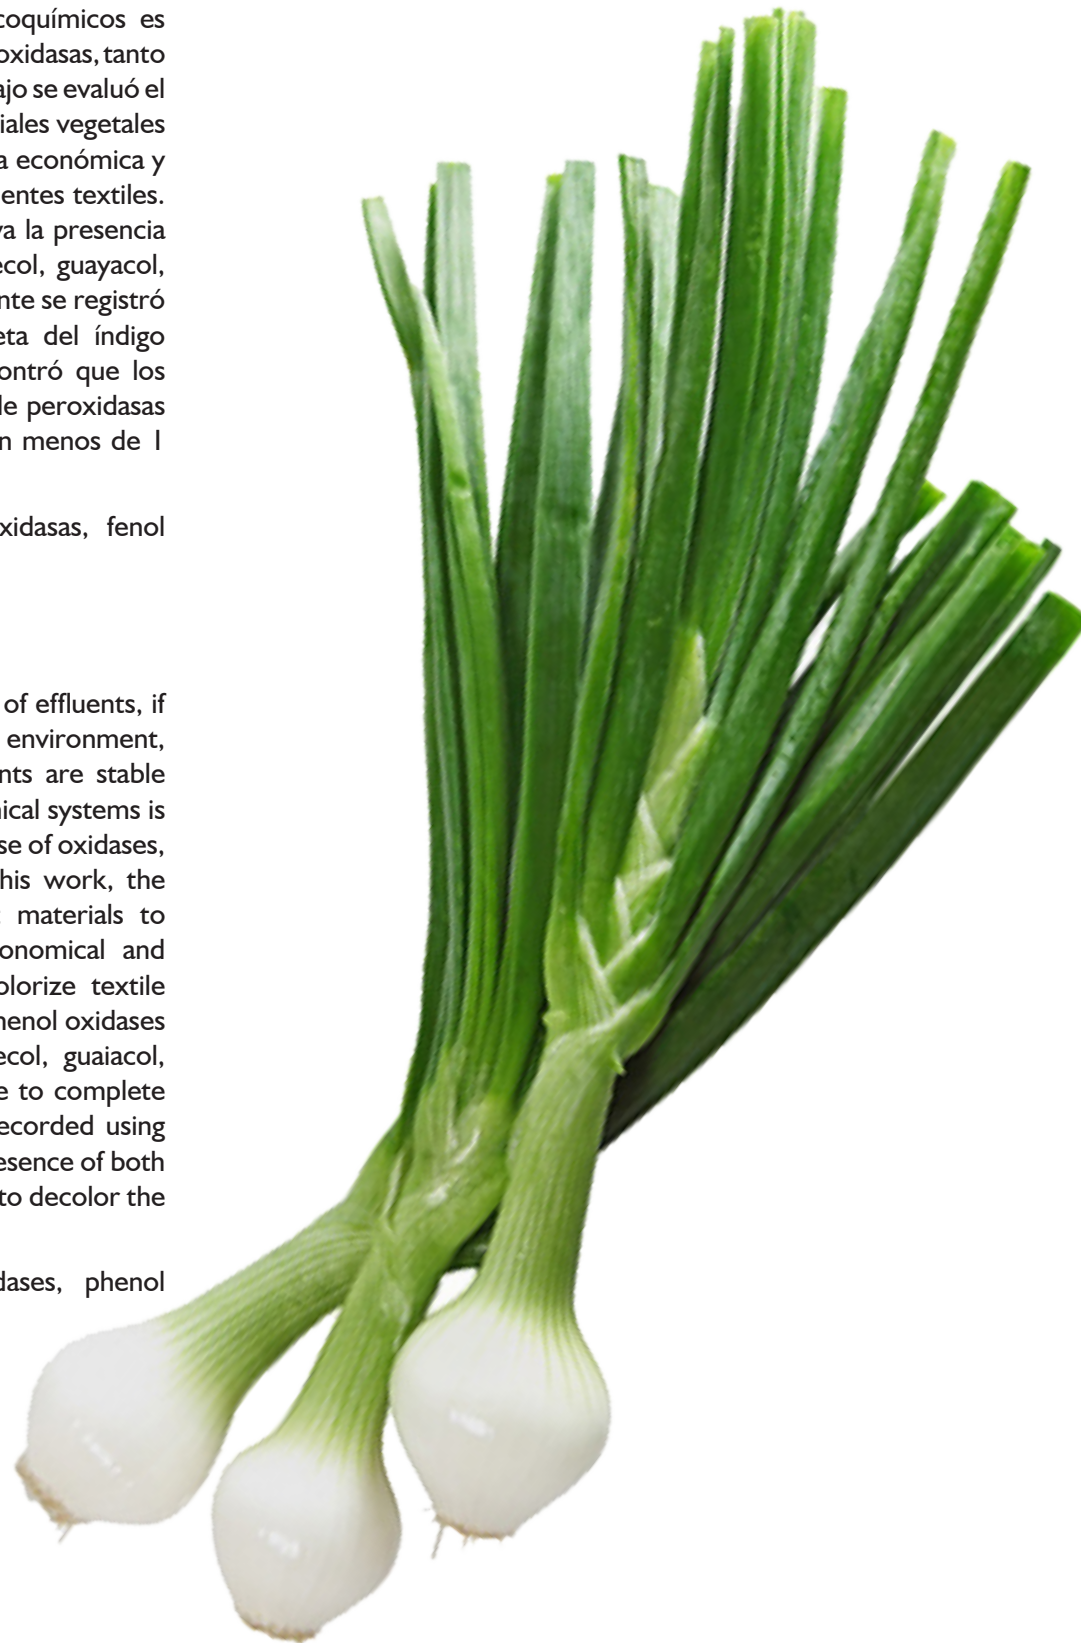 coquímicos es
oxidasas, tanto
ajo se evaluó el
iales vegetales
a económica y
entes textiles.
va la presencia
ecol, guayacol,
nte se registró
eta del índigo
ontró que los
le peroxidasas
n menos de 1
xidasas, fenol
of effluents, if
environment,
nts are stable
nical systems is
se of oxidases,
his work, the
materials to
onomical and
olorize textile
henol oxidases
ecol, guaiacol,
e to complete
ecorded using
esence of both
to decolor the
dases, phenol